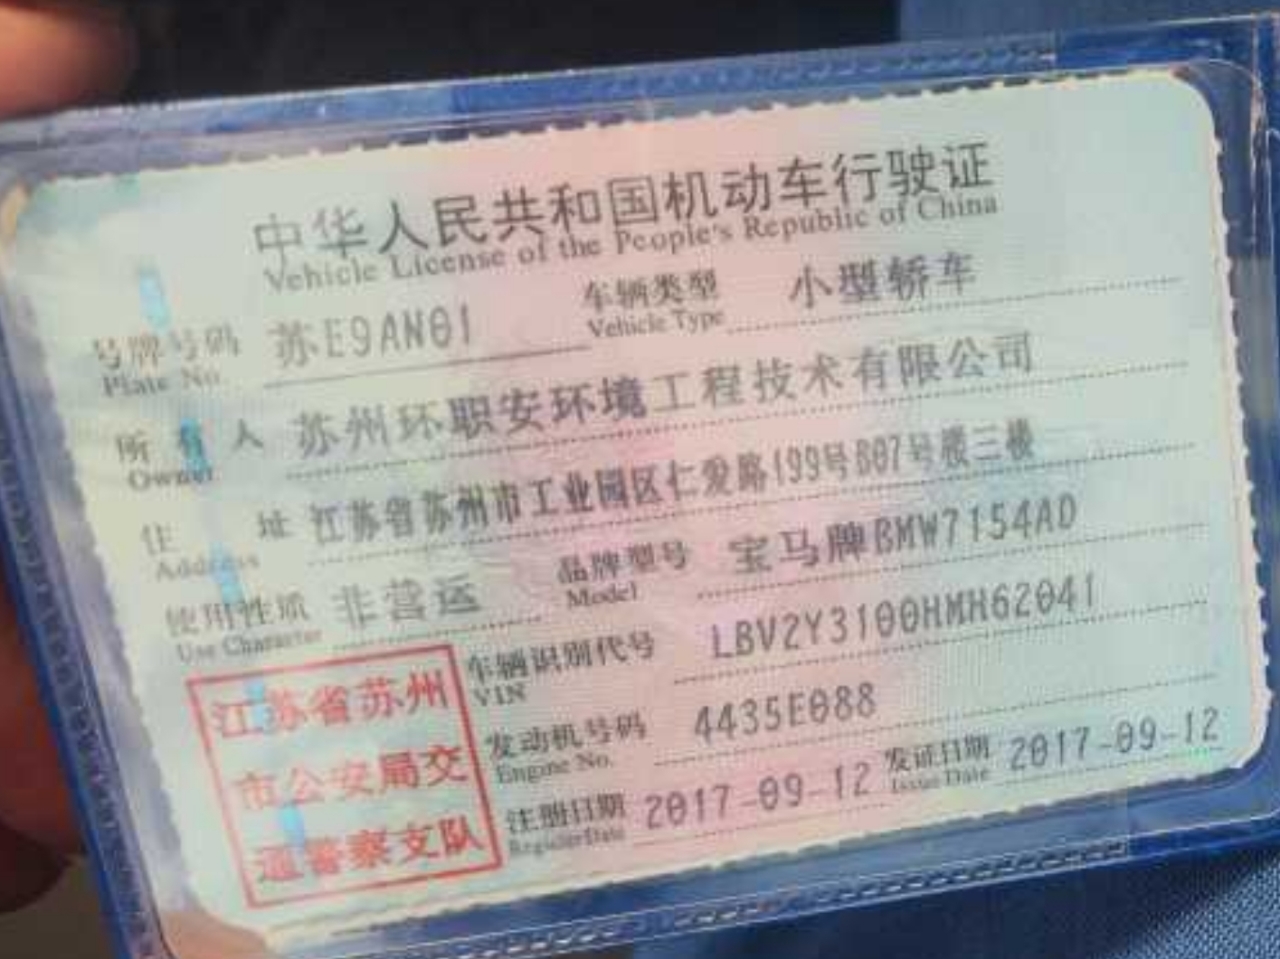 中华人民共和国机动车行驶证
Vehicle License of the People's Republic of China
号牌号码 苏E9AN01 车辆类型 小型轿车
Plate No. Vehicle Type
所有人 苏州环职安环境工程技术有限公司
Owner
住址 江苏省苏州市工业园区仁爱路199号B07号楼三楼
Address
使用性质 非营运 品牌型号 宝马牌BMW7154AD
Use Character Model
车辆识别代号 LBV2Y3100HMH62041
VIN
发动机号码 4435E088
Engine No.
注册日期 2017-09-12 发证日期 2017-09-12
Register Date Issue Date
江苏省苏州
市公安局交
通警察支队